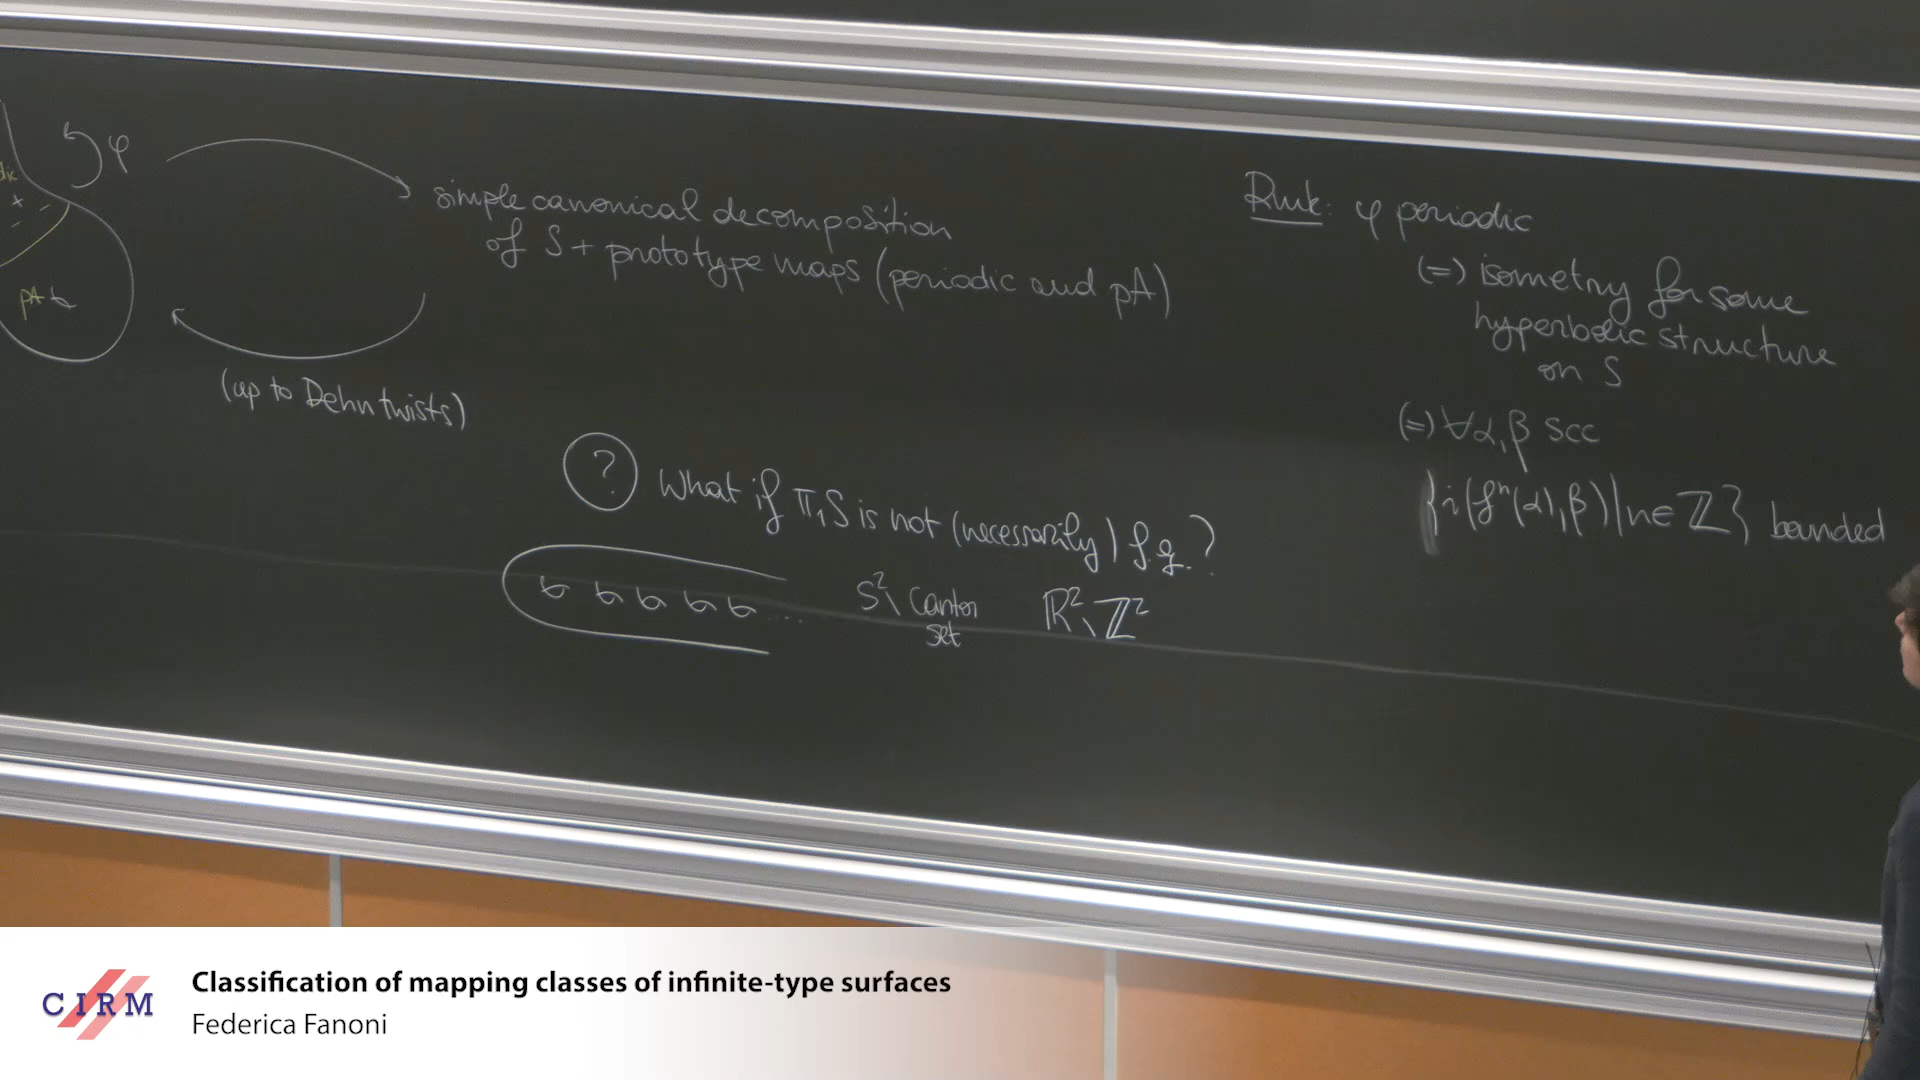 φ
pA
simple canonical decomposition
of S + prototype maps (periodic and pA)
(up to Dehn twists)
? What if π₁S is not (necessarily) f.g.?
S² \ Cantor set
ℝ² \ ℤ²
Rmk: φ periodic
(=) isometry for some
hyperbolic structure
on S
(=) ∀α, β scc
{i(fⁿ(α), β) | n ∈ ℤ} bounded
CIRM
Classification of mapping classes of infinite-type surfaces
Federica Fanoni